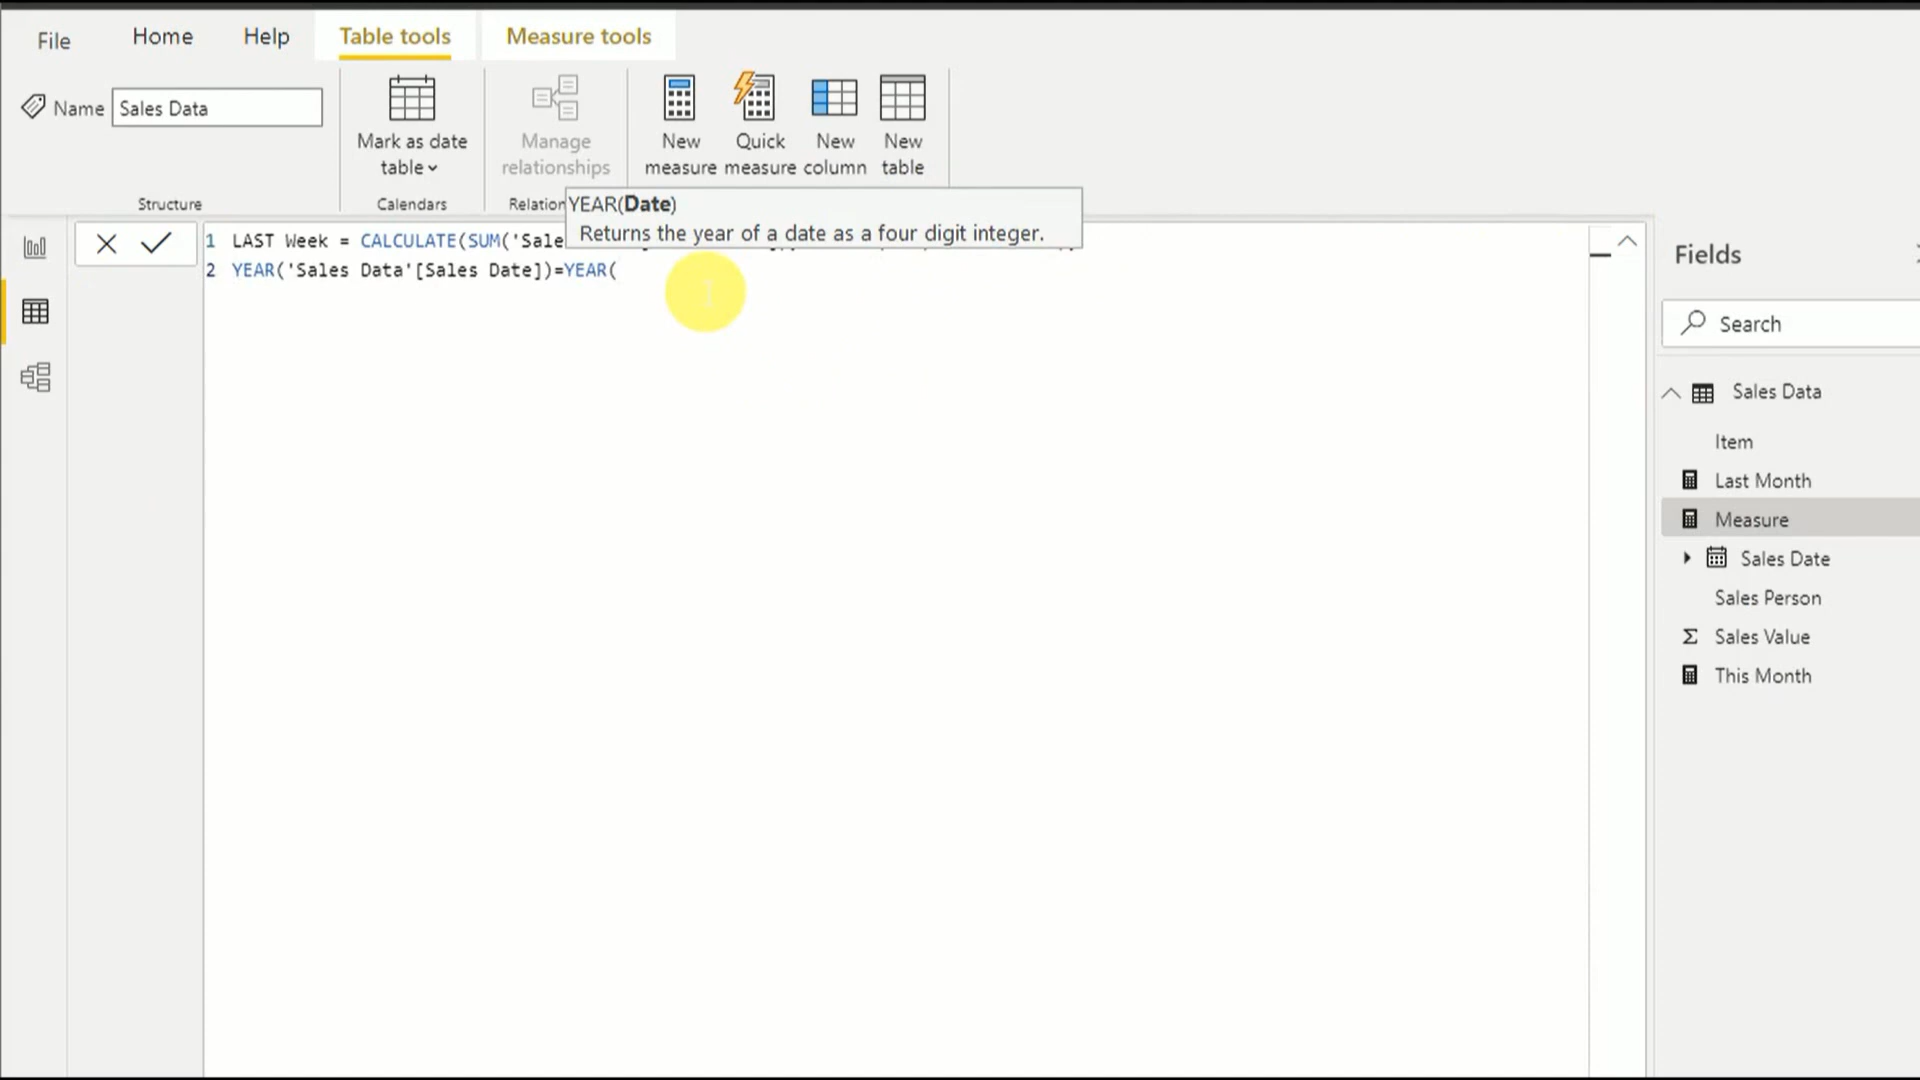 File Home Help Table tools Measure tools
Name Sales Data
Mark as date table
Manage relationships
New measure
Quick measure
New column
New table
Structure
Calendars
YEAR(Date)
Returns the year of a date as a four digit integer.
1 LAST Week = CALCULATE(SUM(
2 YEAR('Sales Data'[Sales Date])=YEAR(
Fields
Search
Sales Data
Item
Last Month
Measure
Sales Date
Sales Person
Σ Sales Value
This Month